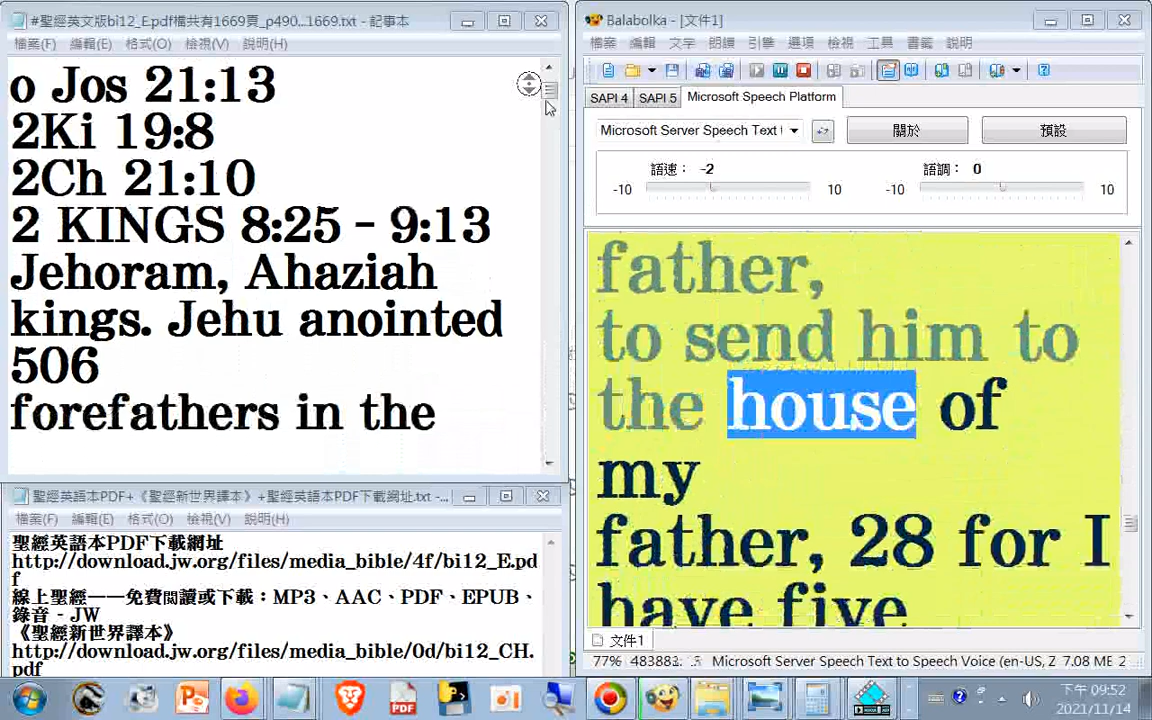 #聖經英文版bi12_E.pdf檔共有1669頁_p490...1669.txt - 記事本
檔案(F) 編輯(E) 格式(O) 檢視(V) 說明(H)
o Jos 21:13
2Ki 19:8
2Ch 21:10
2 KINGS 8:25 – 9:13
Jehoram, Ahaziah
kings. Jehu anointed
506
forefathers in the
聖經英語本PDF+《聖經新世界譯本》+聖經英語本PDF下載網址.txt - ...
檔案(F) 編輯(E) 格式(O) 檢視(V) 說明(H)
聖經英語本PDF下載網址
http://download.jw.org/files/media_bible/4f/bi12_E.pd
f
線上聖經——免費閱讀或下載：MP3、AAC、PDF、EPUB、
錄音 - JW
《聖經新世界譯本》
http://download.jw.org/files/media_bible/0d/bi12_CH.
pdf
Balabolka - [文件1]
檔案 編輯 文字 朗讀 引擎 選項 檢視 工具 書籤 說明
SAPI 4 SAPI 5 Microsoft Speech Platform
Microsoft Server Speech Text 關於 預設
語速： -2 語調： 0
-10 10 -10 10
father,
to send him to
the house of
my
father, 28 for I
have five
文件1
77% Microsoft Server Speech Text to Speech Voice (en-US, Z 7.08 MB 2
PDF
下午 09:52
2021/11/14